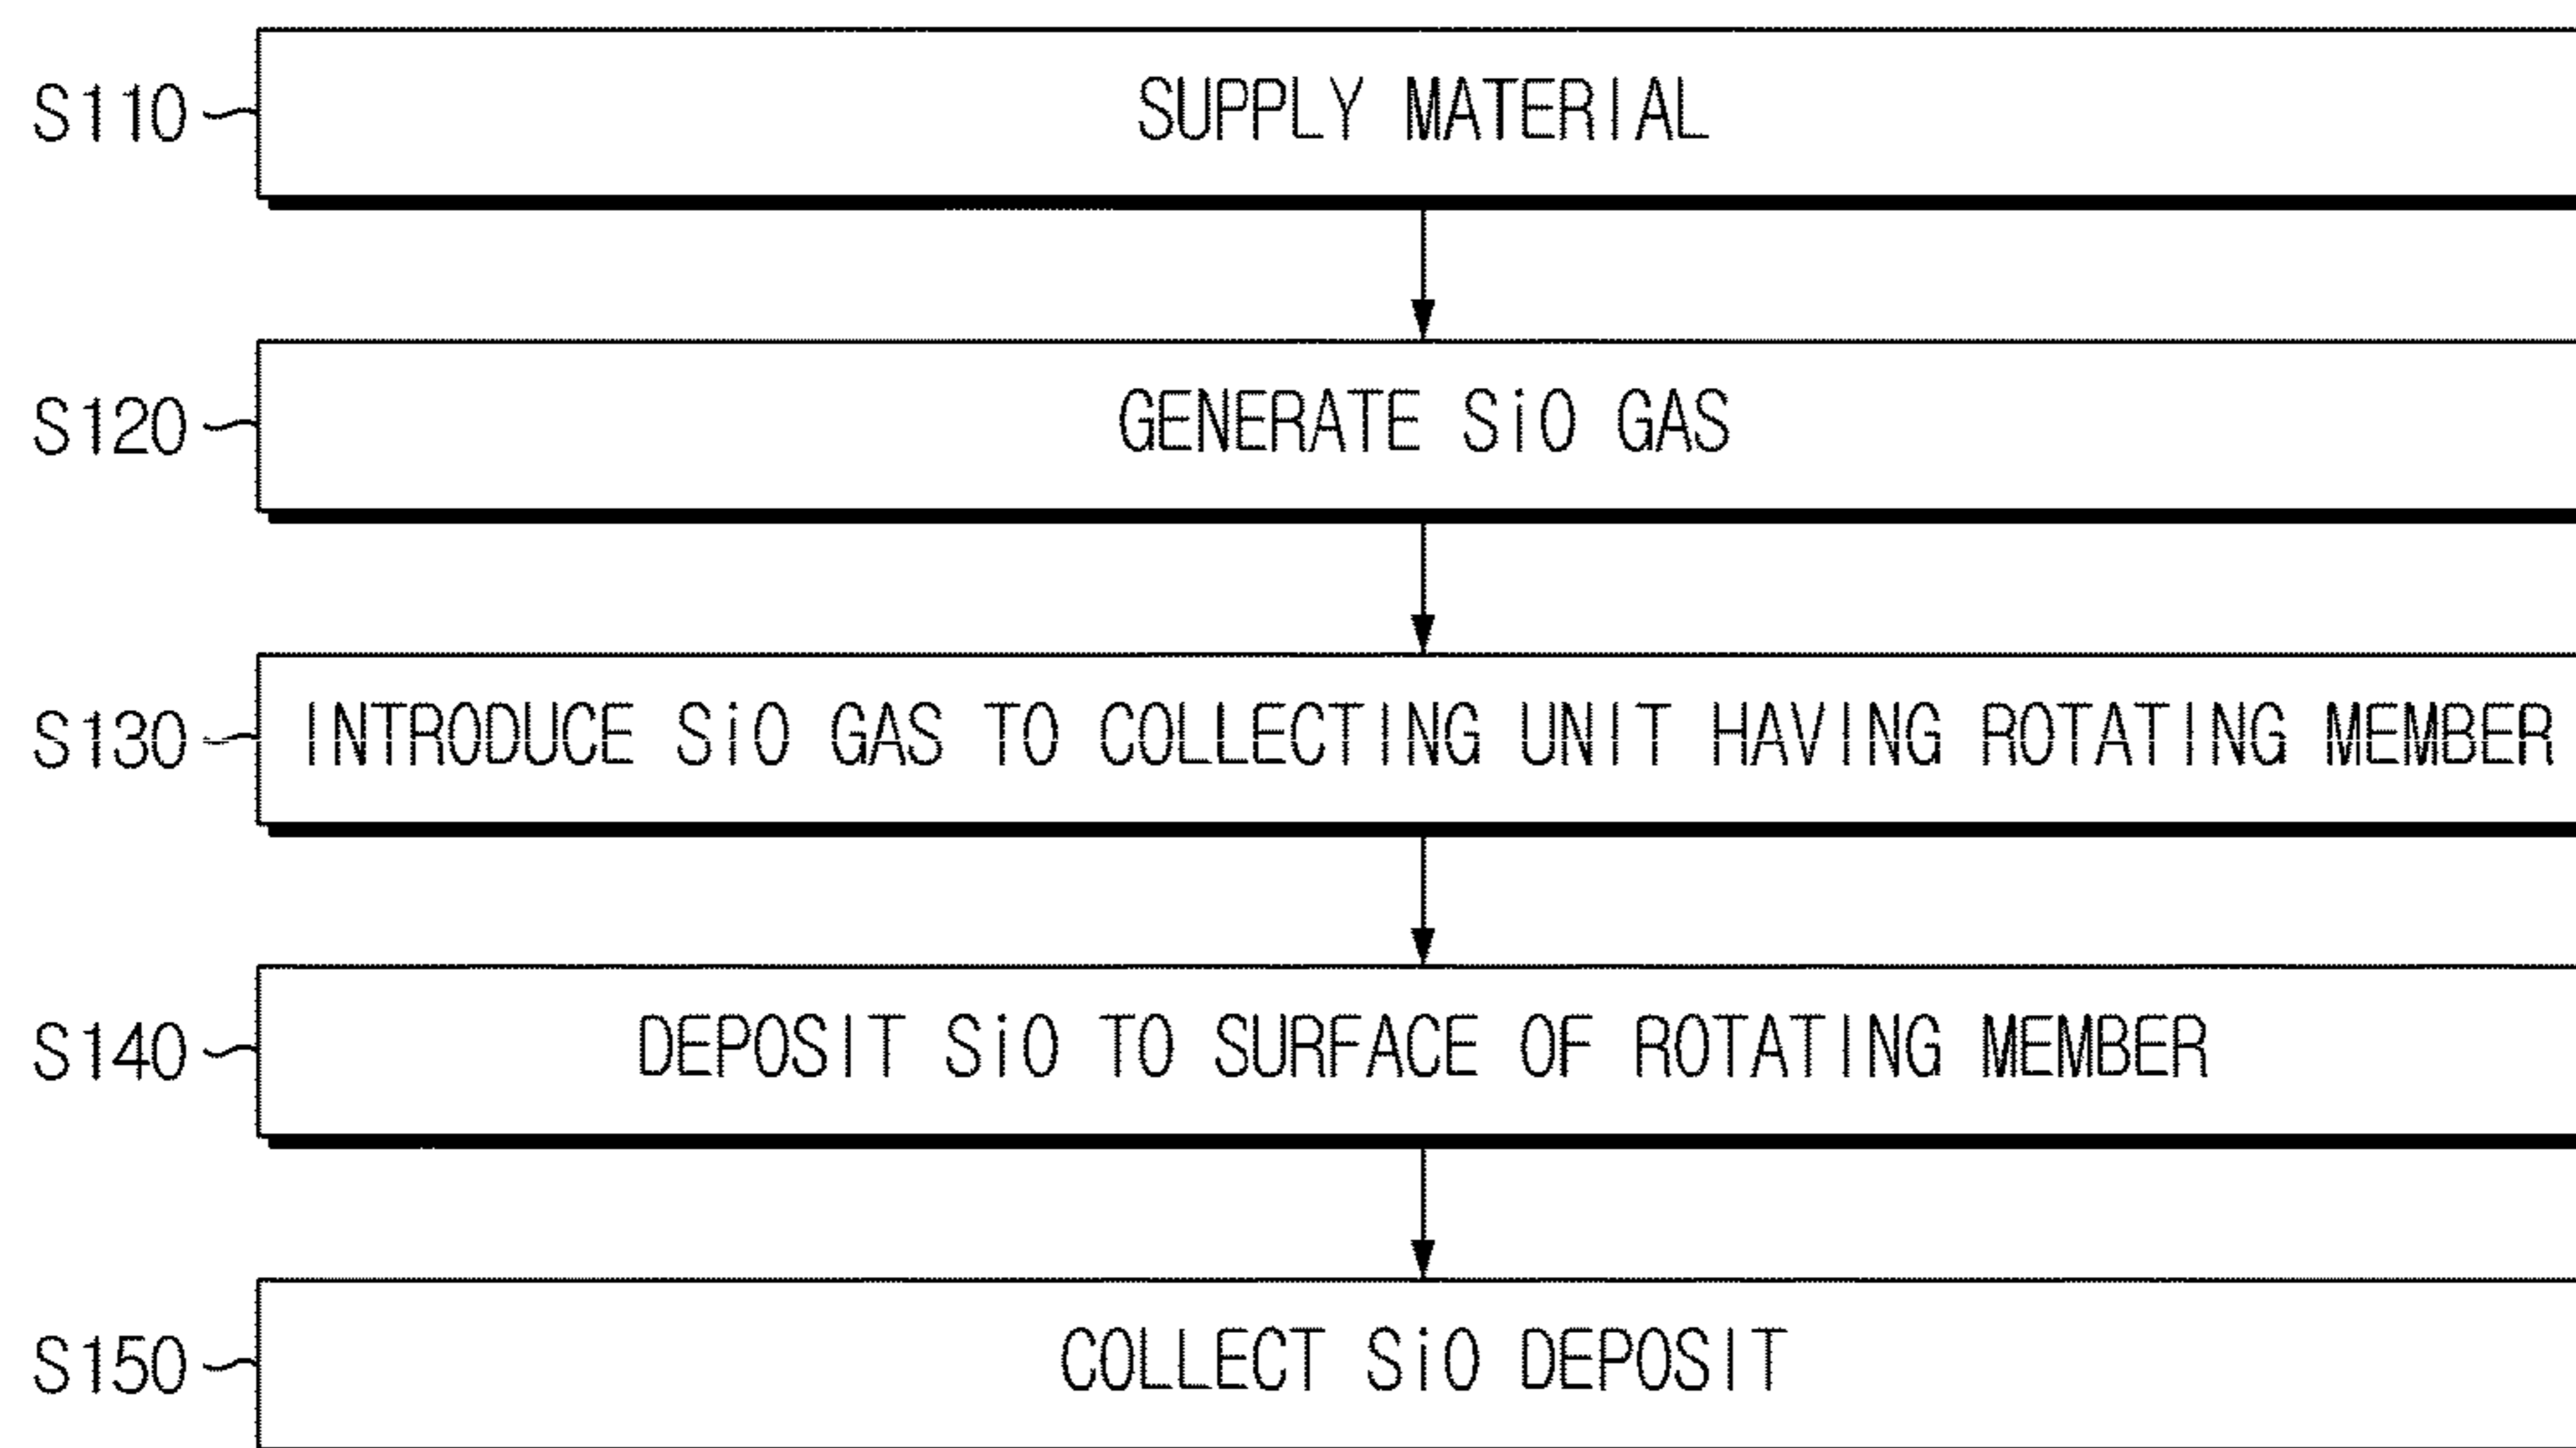 S110 SUPPLY MATERIAL
S120 GENERATE SiO GAS
S130 INTRODUCE SiO GAS TO COLLECTING UNIT HAVING ROTATING MEMBER
S140 DEPOSIT SiO TO SURFACE OF ROTATING MEMBER
S150 COLLECT SiO DEPOSIT